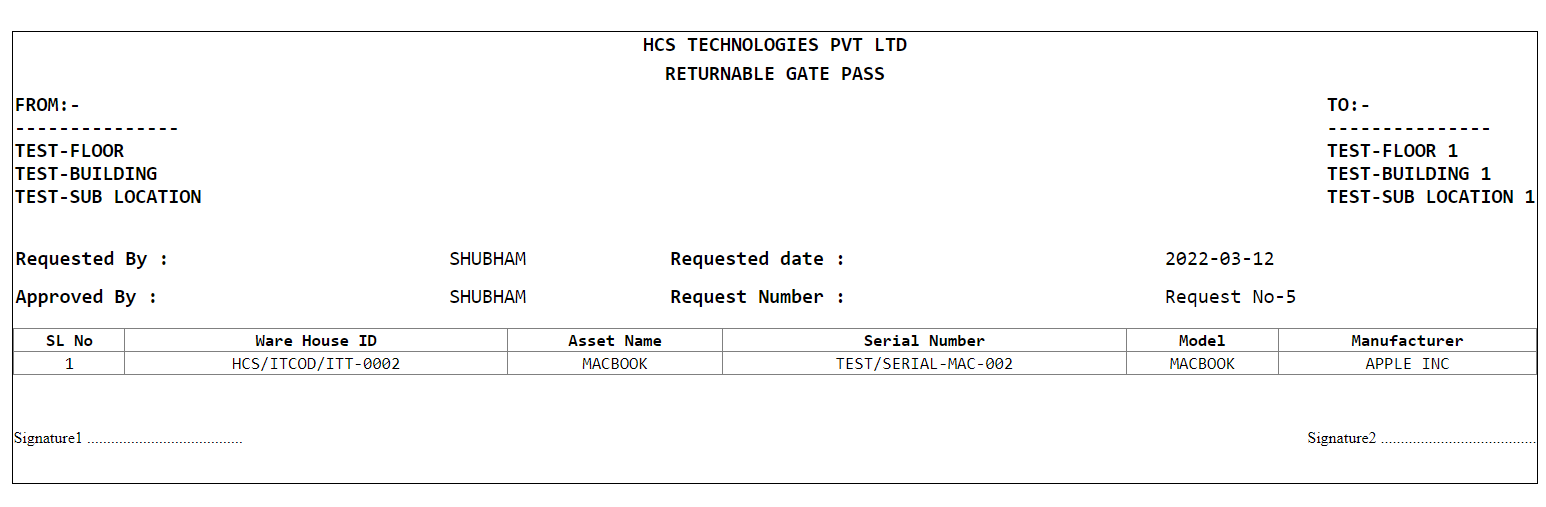 HCS TECHNOLOGIES PVT LTD
RETURNABLE GATE PASS
FROM:- TO:-
--------------- ---------------
TEST-FLOOR TEST-FLOOR 1
TEST-BUILDING TEST-BUILDING 1
TEST-SUB LOCATION TEST-SUB LOCATION 1
Requested By : SHUBHAM Requested date : 2022-03-12
Approved By : SHUBHAM Request Number : Request No-5
SL No Ware House ID Asset Name Serial Number Model Manufacturer
1 HCS/ITCOD/ITT-0002 MACBOOK TEST/SERIAL-MAC-002 MACBOOK APPLE INC
Signature1 ....................................... Signature2 .......................................